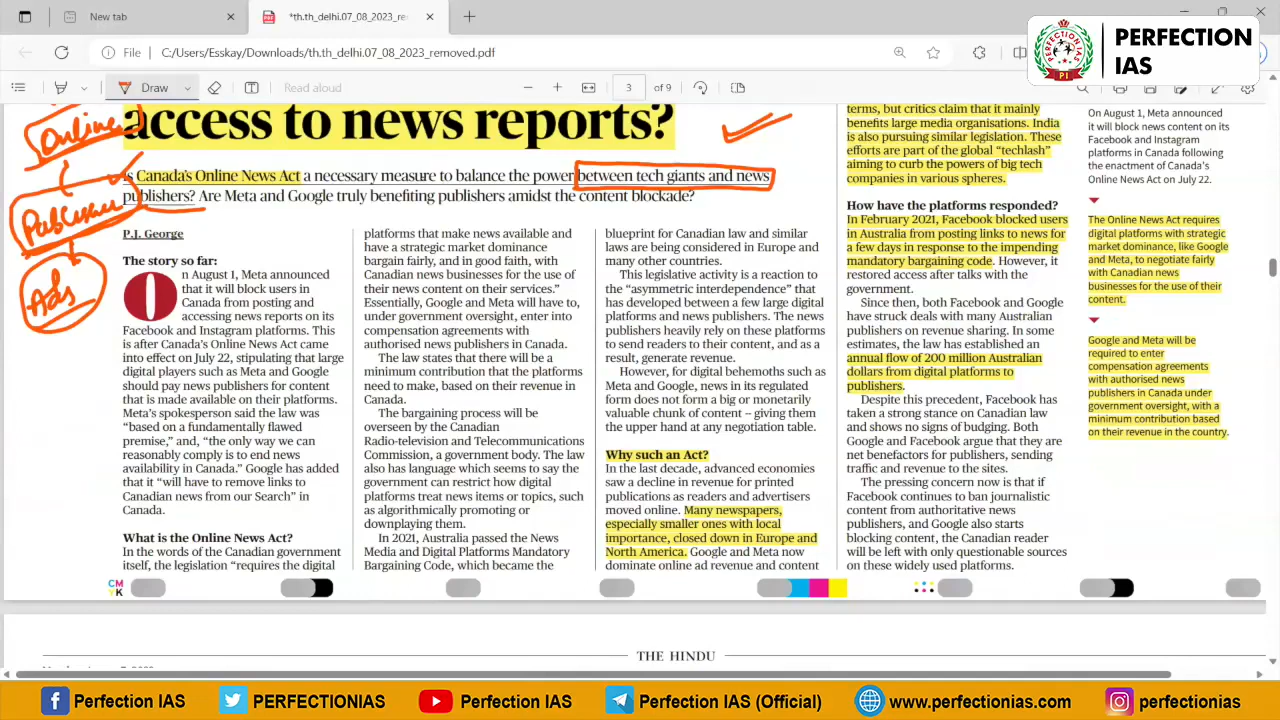 New tab
*th.th_delhi.07_08_2023_remov
File
C:/Users/Esskay/Downloads/th.th_delhi.07_08_2023_removed.pdf
PERFECTION
IAS
PI
Draw
Read aloud
3
of 9
access to news reports?
Is Canada's Online News Act a necessary measure to balance the power between tech giants and news
publishers? Are Meta and Google truly benefiting publishers amidst the content blockade?
Online
Publisher
Ads
P.J. George
The story so far:
On August 1, Meta announced
that it will block users in
Canada from posting and
accessing news reports on its
Facebook and Instagram platforms. This
is after Canada's Online News Act came
into effect on July 22, stipulating that large
digital players such as Meta and Google
should pay news publishers for content
that is made available on their platforms.
Meta's spokesperson said the law was
"based on a fundamentally flawed
premise," and, "the only way we can
reasonably comply is to end news
availability in Canada." Google has added
that it "will have to remove links to
Canadian news from our Search" in
Canada.
What is the Online News Act?
In the words of the Canadian government
itself, the legislation "requires the digital
platforms that make news available and
have a strategic market dominance
bargain fairly, and in good faith, with
Canadian news businesses for the use of
their news content on their services."
Essentially, Google and Meta will have to,
under government oversight, enter into
compensation agreements with
authorised news publishers in Canada.
The law states that there will be a
minimum contribution that the platforms
need to make, based on their revenue in
Canada.
The bargaining process will be
overseen by the Canadian
Radio-television and Telecommunications
Commission, a government body. The law
also has language which seems to say the
government can restrict how digital
platforms treat news items or topics, such
as algorithmically promoting or
downplaying them.
In 2021, Australia passed the News
Media and Digital Platforms Mandatory
Bargaining Code, which became the
blueprint for Canadian law and similar
laws are being considered in Europe and
many other countries.
This legislative activity is a reaction to
the "asymmetric interdependence" that
has developed between a few large digital
platforms and news publishers. The news
publishers heavily rely on these platforms
to send readers to their content, and as a
result, generate revenue.
However, for digital behemoths such as
Meta and Google, news in its regulated
form does not form a big or monetarily
valuable chunk of content – giving them
the upper hand at any negotiation table.
Why such an Act?
In the last decade, advanced economies
saw a decline in revenue for printed
publications as readers and advertisers
moved online. Many newspapers,
especially smaller ones with local
importance, closed down in Europe and
North America. Google and Meta now
dominate online ad revenue and content
terms, but critics claim that it mainly
benefits large media organisations. India
is also pursuing similar legislation. These
efforts are part of the global "techlash"
aiming to curb the powers of big tech
companies in various spheres.
How have the platforms responded?
In February 2021, Facebook blocked users
in Australia from posting links to news for
a few days in response to the impending
mandatory bargaining code. However, it
restored access after talks with the
government.
Since then, both Facebook and Google
have struck deals with many Australian
publishers on revenue sharing. In some
estimates, the law has established an
annual flow of 200 million Australian
dollars from digital platforms to
publishers.
Despite this precedent, Facebook has
taken a strong stance on Canadian law
and shows no signs of budging. Both
Google and Facebook argue that they are
net benefactors for publishers, sending
traffic and revenue to the sites.
The pressing concern now is that if
Facebook continues to ban journalistic
content from authoritative news
publishers, and Google also starts
blocking content, the Canadian reader
will be left with only questionable sources
on these widely used platforms.
On August 1, Meta announced
it will block news content on its
Facebook and Instagram
platforms in Canada following
the enactment of Canada's
Online News Act on July 22.
The Online News Act requires
digital platforms with strategic
market dominance, like Google
and Meta, to negotiate fairly
with Canadian news
businesses for the use of their
content.
Google and Meta will be
required to enter
compensation agreements
with authorised news
publishers in Canada under
government oversight, with a
minimum contribution based
on their revenue in the country.
CM
YK
THE HINDU
Perfection IAS
PERFECTIONIAS
Perfection IAS
Perfection IAS (Official)
www.perfectionias.com
perfectionias